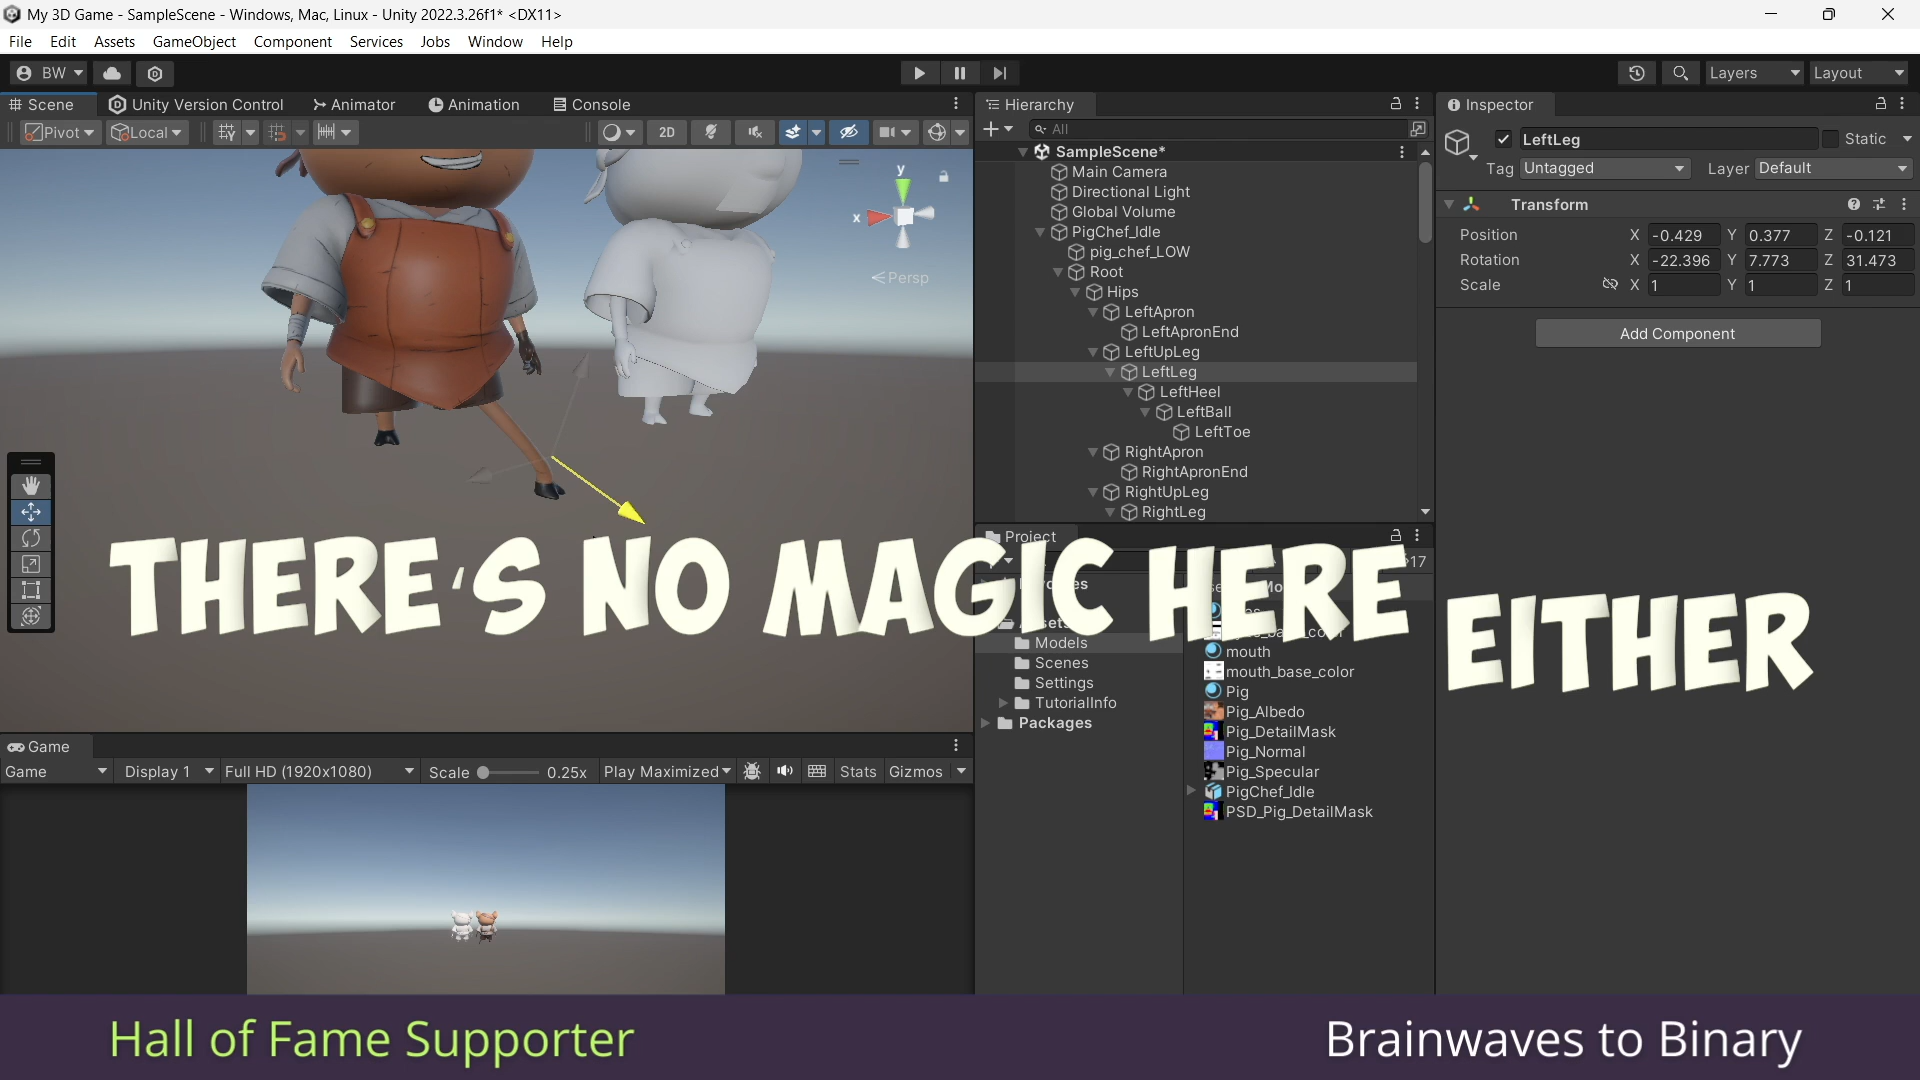 My 3D Game - SampleScene - Windows, Mac, Linux - Unity 2022.3.26f1* <DX11>
File Edit Assets GameObject Component Services Jobs Window Help
BW
Layers
Layout
Scene
Unity Version Control
Animator
Animation
Console
Pivot
Local
2D
y
x
Persp
Hierarchy
All
SampleScene*
Main Camera
Directional Light
Global Volume
PigChef_Idle
pig_chef_LOW
Root
Hips
LeftApron
LeftApronEnd
LeftUpLeg
LeftLeg
LeftHeel
LeftBall
LeftToe
RightApron
RightApronEnd
RightUpLeg
RightLeg
Inspector
LeftLeg
Static
Tag Untagged
Layer Default
Transform
Position X -0.429 Y 0.377 Z -0.121
Rotation X -22.396 Y 7.773 Z 31.473
Scale X 1 Y 1 Z 1
Add Component
THERE'S NO MAGIC HERE EITHER
Project
17
Models
Scenes
Settings
TutorialInfo
Packages
mouth
mouth_base_color
Pig
Pig_Albedo
Pig_DetailMask
Pig_Normal
Pig_Specular
PigChef_Idle
PSD_Pig_DetailMask
Game
Game Display 1 Full HD (1920x1080) Scale 0.25x Play Maximized Stats Gizmos
Hall of Fame Supporter
Brainwaves to Binary